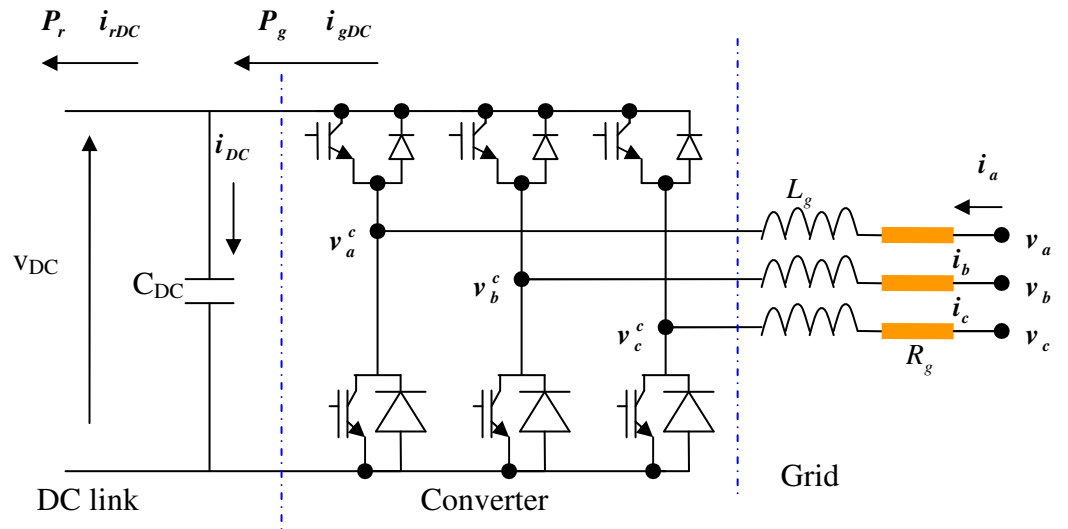 P_r i_rDC P_g i_gDC
i_DC
i_a
L_g
v_a^c
v_a
v_DC
C_DC
i_b
v_b^c
v_b
i_c
v_c^c
v_c
R_g
DC link
Converter
Grid